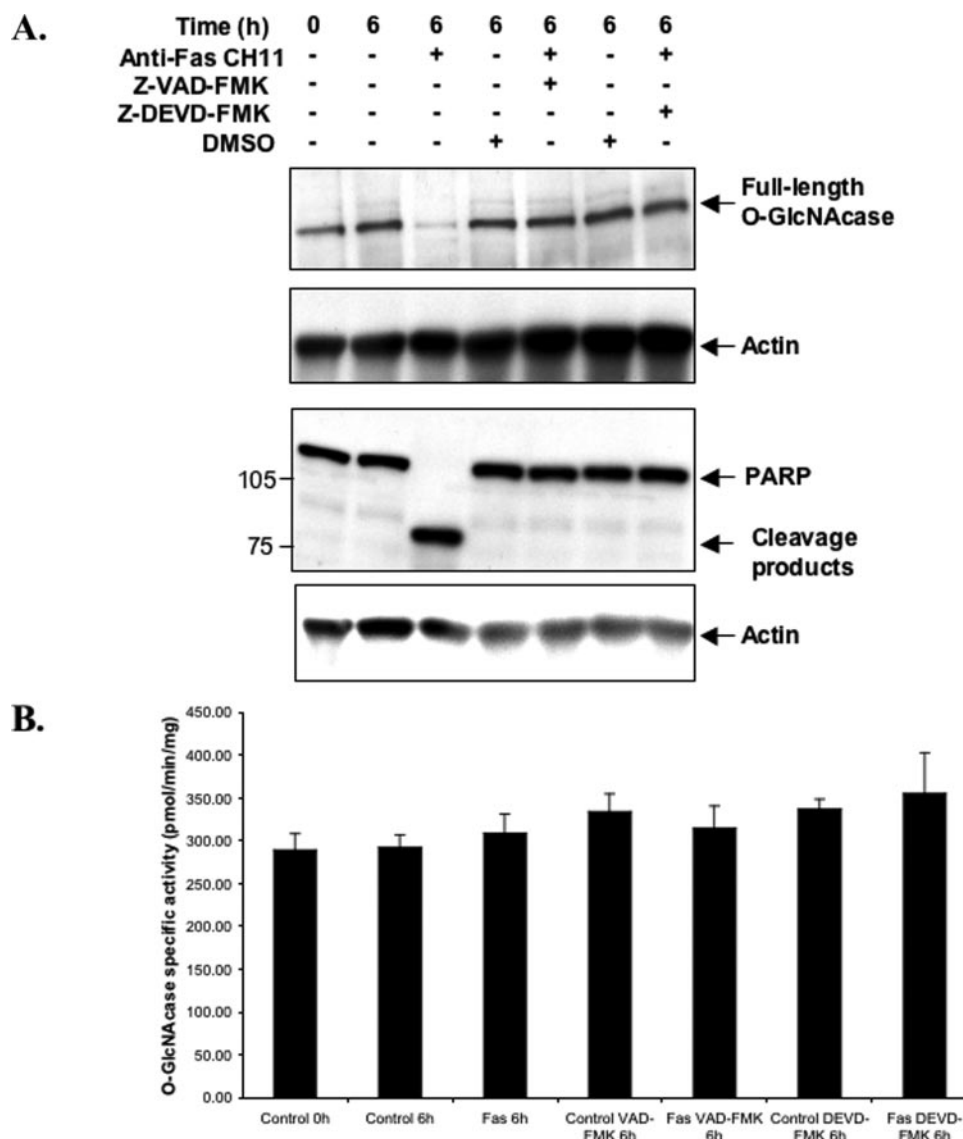 A.
Time (h) 0 6 6 6 6 6 6
Anti-Fas CH11 - - + - + - +
Z-VAD-FMK - - - - + - -
Z-DEVD-FMK - - - - - - +
DMSO - - - + - + -
Full-length
O-GlcNAcase
Actin
105
PARP
75
Cleavage
products
Actin
B.
O-GlcNAcase specific activity (pmol/min/mg)
450.00
400.00
350.00
300.00
250.00
200.00
150.00
100.00
50.00
0.00
Control 0h Control 6h Fas 6h Control VAD- Fas VAD-FMK Control DEVD- Fas DEVD-
FMK 6h 6h FMK 6h FMK 6h